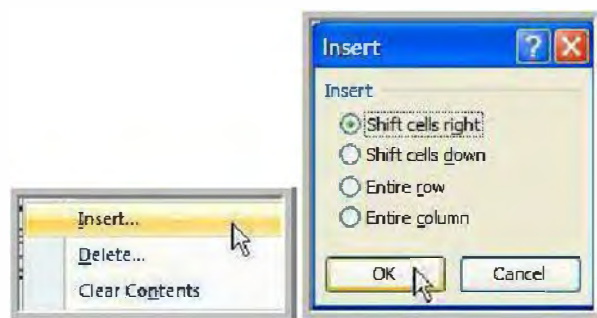 Insert...
Delete...
Clear Contents
Insert
Insert
Shift cells right
Shift cells down
Entire row
Entire column
OK
Cancel